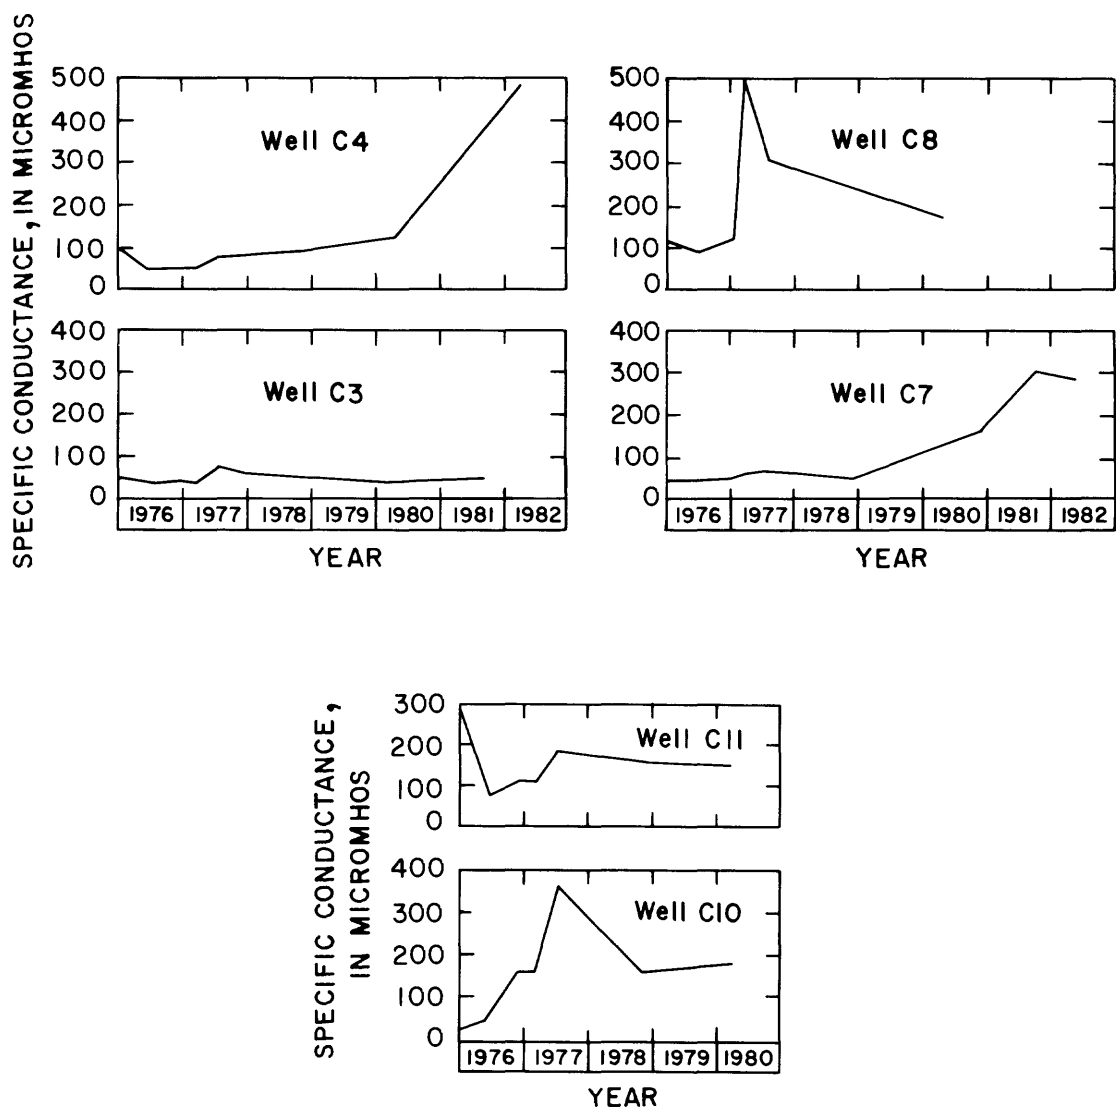 SPECIFIC CONDUCTANCE, IN MICROMHOS
500
400
300
200
100
0
Well C4
500
400
300
200
100
0
Well C8
400
300
200
100
0
Well C3
1976 1977 1978 1979 1980 1981 1982
YEAR
400
300
200
100
0
Well C7
1976 1977 1978 1979 1980 1981 1982
YEAR
SPECIFIC CONDUCTANCE,
IN MICROMHOS
300
200
100
0
Well C11
400
300
200
100
0
Well C10
1976 1977 1978 1979 1980
YEAR